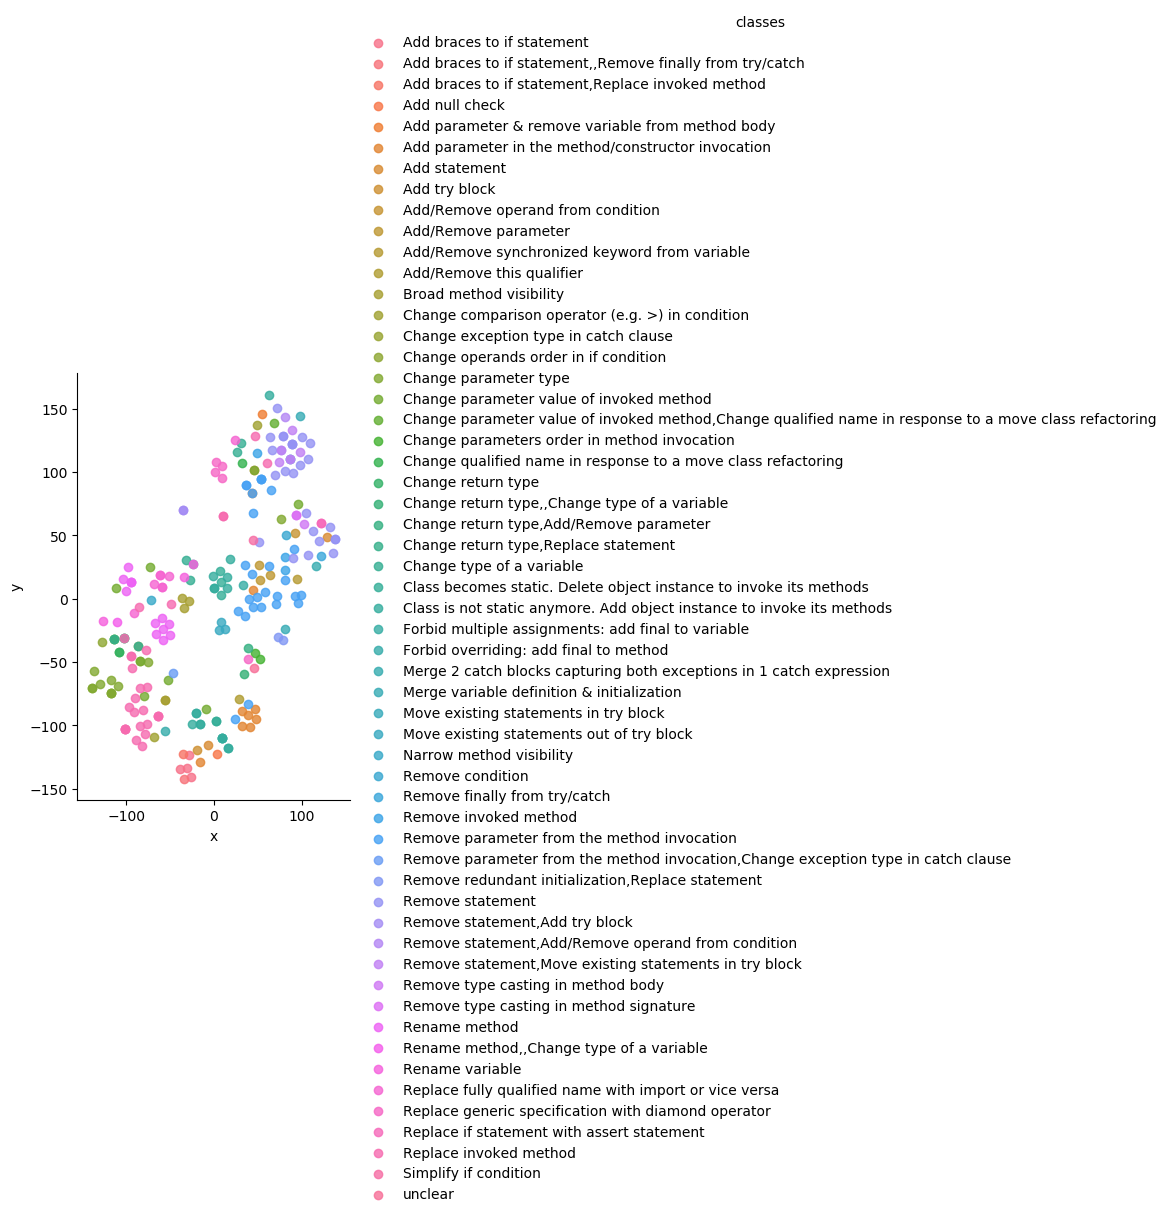 classes
Add braces to if statement
Add braces to if statement,,Remove finally from try/catch
Add braces to if statement,Replace invoked method
Add null check
Add parameter & remove variable from method body
Add parameter in the method/constructor invocation
Add statement
Add try block
Add/Remove operand from condition
Add/Remove parameter
Add/Remove synchronized keyword from variable
Add/Remove this qualifier
Broad method visibility
Change comparison operator (e.g. >) in condition
Change exception type in catch clause
Change operands order in if condition
Change parameter type
Change parameter value of invoked method
Change parameter value of invoked method,Change qualified name in response to a move class refactoring
Change parameters order in method invocation
Change qualified name in response to a move class refactoring
Change return type
Change return type,,Change type of a variable
Change return type,Add/Remove parameter
Change return type,Replace statement
Change type of a variable
Class becomes static. Delete object instance to invoke its methods
Class is not static anymore. Add object instance to invoke its methods
Forbid multiple assignments: add final to variable
Forbid overriding: add final to method
Merge 2 catch blocks capturing both exceptions in 1 catch expression
Merge variable definition & initialization
Move existing statements in try block
Move existing statements out of try block
Narrow method visibility
Remove condition
Remove finally from try/catch
Remove invoked method
Remove parameter from the method invocation
Remove parameter from the method invocation,Change exception type in catch clause
Remove redundant initialization,Replace statement
Remove statement
Remove statement,Add try block
Remove statement,Add/Remove operand from condition
Remove statement,Move existing statements in try block
Remove type casting in method body
Remove type casting in method signature
Rename method
Rename method,,Change type of a variable
Rename variable
Replace fully qualified name with import or vice versa
Replace generic specification with diamond operator
Replace if statement with assert statement
Replace invoked method
Simplify if condition
unclear
150
100
50
0
−50
−100
−150
y
−100 0 100
x